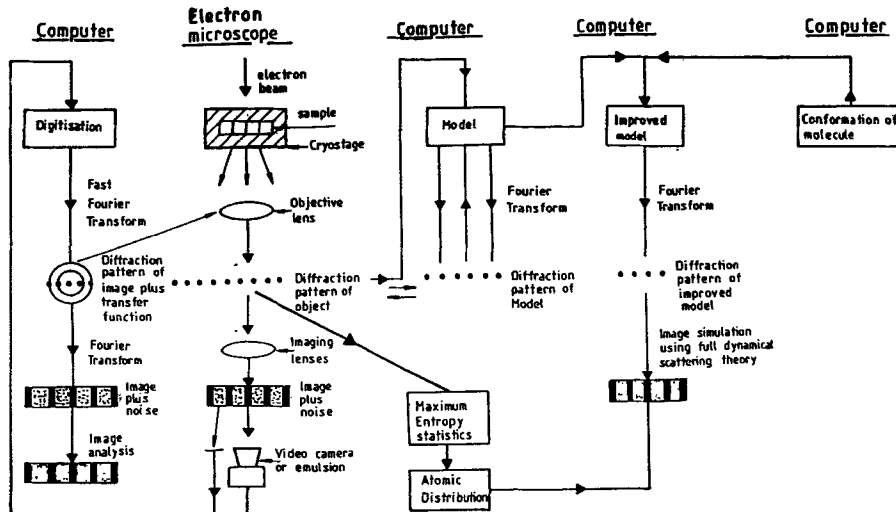 Computer
Electron
microscope
Computer
Computer
Computer
electron
beam
sample
Cryostage
Digitisation
Model
Improved
model
Conformation of
molecule
Fast
Fourier
Transform
Objective
lens
Fourier
Transform
Fourier
Transform
Diffraction
pattern of
image plus
transfer
function
Diffraction
pattern of
object
Diffraction
pattern of
Model
Diffraction
pattern of
improved
model
Fourier
Transform
Imaging
lenses
Image simulation
using full dynamical
scattering theory
Image
plus
noise
Image
plus
noise
Maximum
Entropy
statistics
Image
analysis
Video camera
or emulsion
Atomic
Distribution